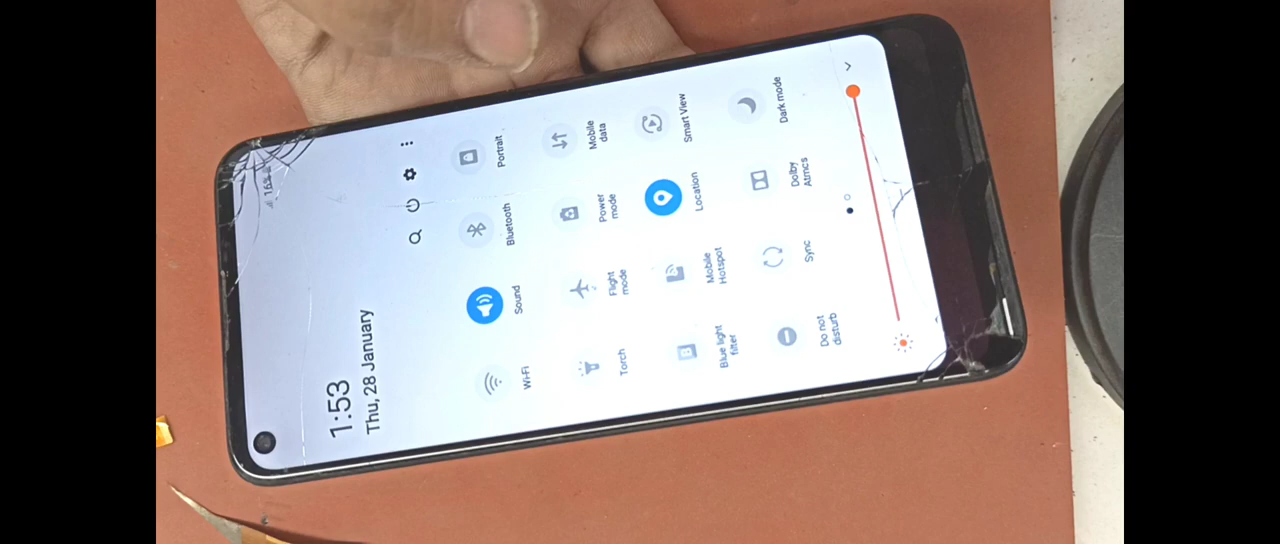 16%
1:53
Thu, 28 January
Wi-Fi
Sound
Bluetooth
Portrait
Torch
Flight
mode
Power
mode
Mobile
data
Blue light
filter
Mobile
Hotspot
Location
Smart View
Do not
disturb
Sync
Dolby
Atmos
Dark mode